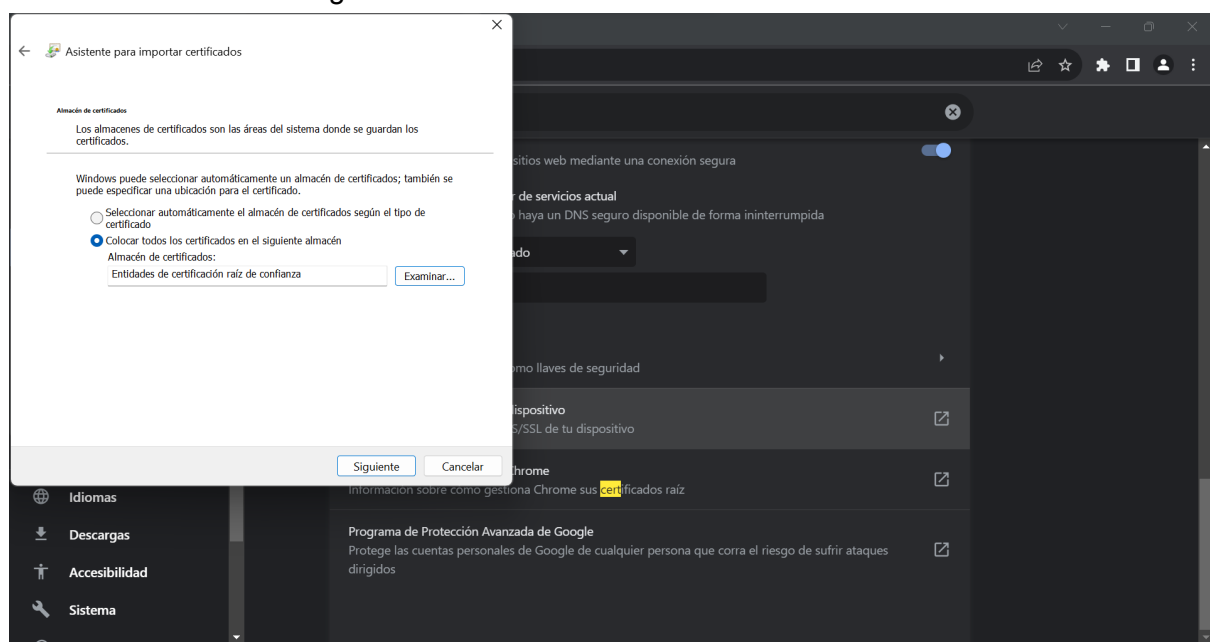 Asistente para importar certificados
Almacén de certificados
Los almacenes de certificados son las áreas del sistema donde se guardan los
certificados.
Windows puede seleccionar automáticamente un almacén de certificados; también se
puede especificar una ubicación para el certificado.
Seleccionar automáticamente el almacén de certificados según el tipo de
certificado
Colocar todos los certificados en el siguiente almacén
Almacén de certificados:
Entidades de certificación raíz de confianza
Examinar...
Siguiente
Cancelar
sitios web mediante una conexión segura
r de servicios actual
haya un DNS seguro disponible de forma ininterrumpida
ado
omo llaves de seguridad
ispositivo
S/SSL de tu dispositivo
hrome
Información sobre cómo gestiona Chrome sus certificados raíz
Programa de Protección Avanzada de Google
Protege las cuentas personales de Google de cualquier persona que corra el riesgo de sufrir ataques
dirigidos
Idiomas
Descargas
Accesibilidad
Sistema